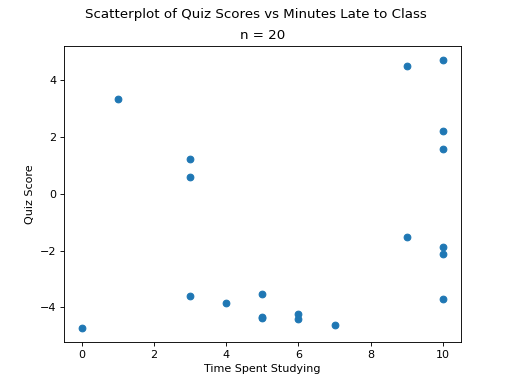 Scatterplot of Quiz Scores vs Minutes Late to Class
n = 20
4
2
0
−2
−4
Quiz Score
0 2 4 6 8 10
Time Spent Studying